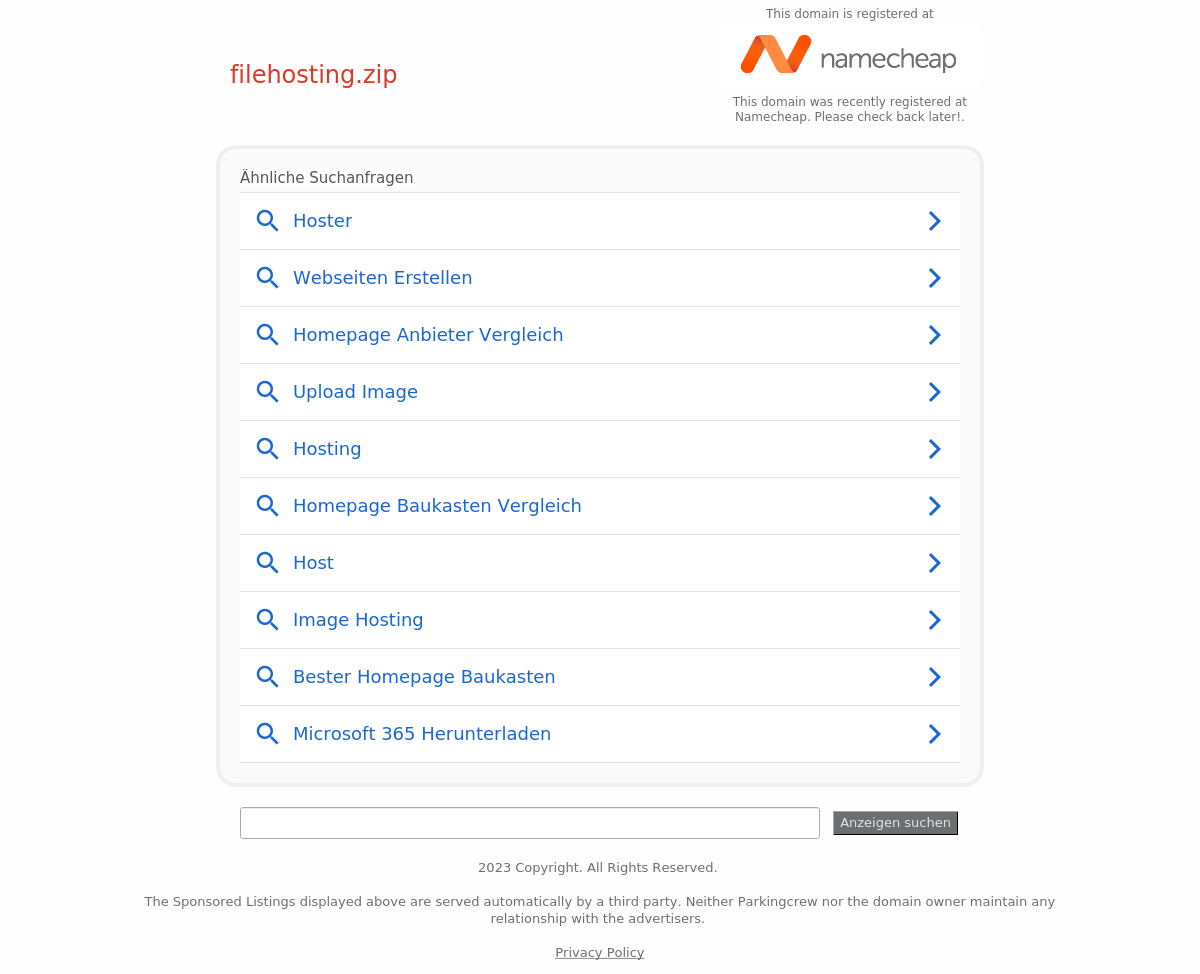 This domain is registered at
namecheap
filehosting.zip
This domain was recently registered at
Namecheap. Please check back later!.
Ähnliche Suchanfragen
Hoster
Webseiten Erstellen
Homepage Anbieter Vergleich
Upload Image
Hosting
Homepage Baukasten Vergleich
Host
Image Hosting
Bester Homepage Baukasten
Microsoft 365 Herunterladen
Anzeigen suchen
2023 Copyright. All Rights Reserved.
The Sponsored Listings displayed above are served automatically by a third party. Neither Parkingcrew nor the domain owner maintain any
relationship with the advertisers.
Privacy Policy